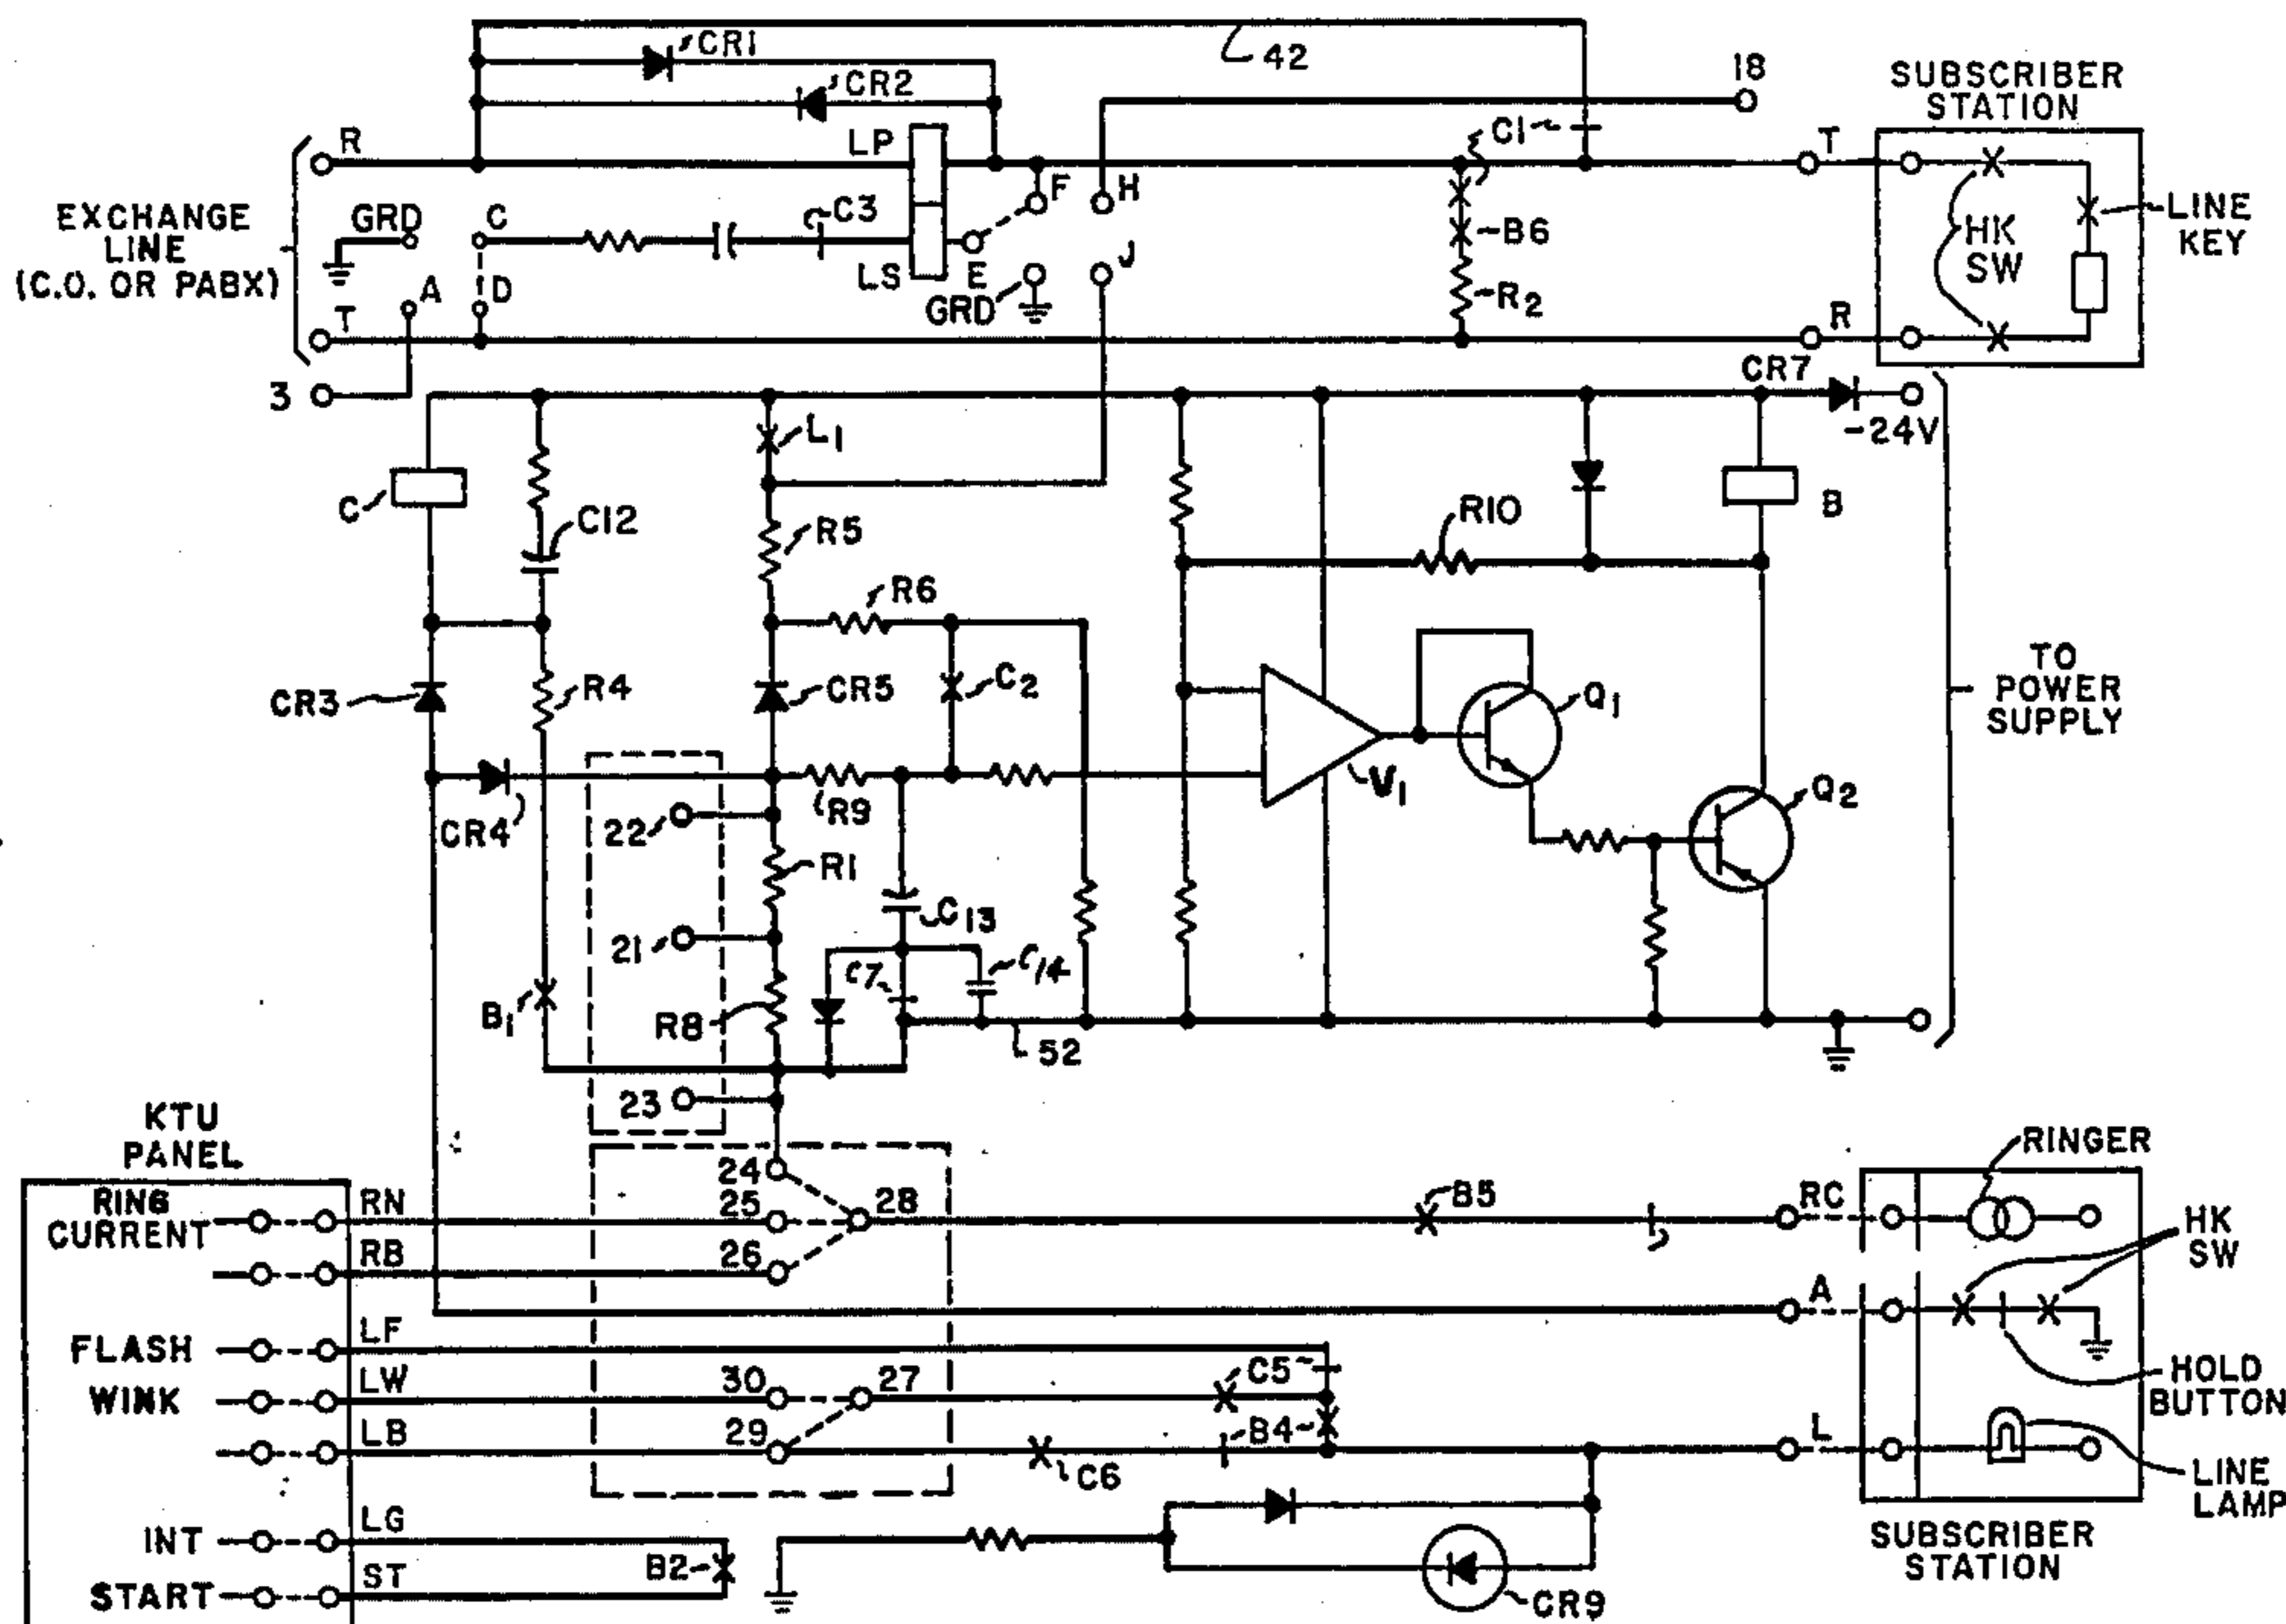 CR1
42
CR2
18
SUBSCRIBER
STATION
C1
R
LP
T
F
H
EXCHANGE
LINE
(C.O. OR PABX)
GRD
C
C3
B6
HK
SW
LINE
KEY
A
D
LS
E
GRD
J
R2
T
R
3
CR7
-24V
L1
C
C12
R5
R10
B
R6
CR3
R4
CR5
C2
Q1
TO
POWER
SUPPLY
CR4
22
R9
V1
Q2
R1
21
C13
C7
C14
B1
R8
52
23
KTU
PANEL
RINGER
24
RING
CURRENT
RN
25
28
B5
RC
HK
SW
RB
26
A
FLASH
LF
C5
HOLD
BUTTON
WINK
LW
30
27
LB
29
B4
L
C6
LINE
LAMP
INT
LG
SUBSCRIBER
STATION
B2
START
ST
CR9